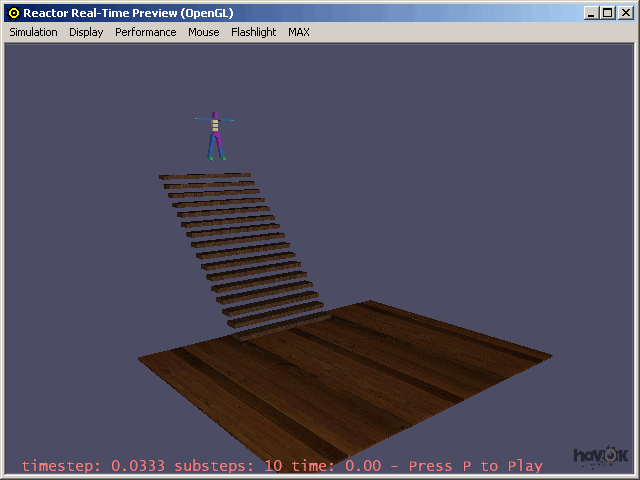 Reactor Real-Time Preview (OpenGL)
Simulation Display Performance Mouse Flashlight MAX
havok
timestep: 0.0333 substeps: 10 time: 0.00 - Press P to Play